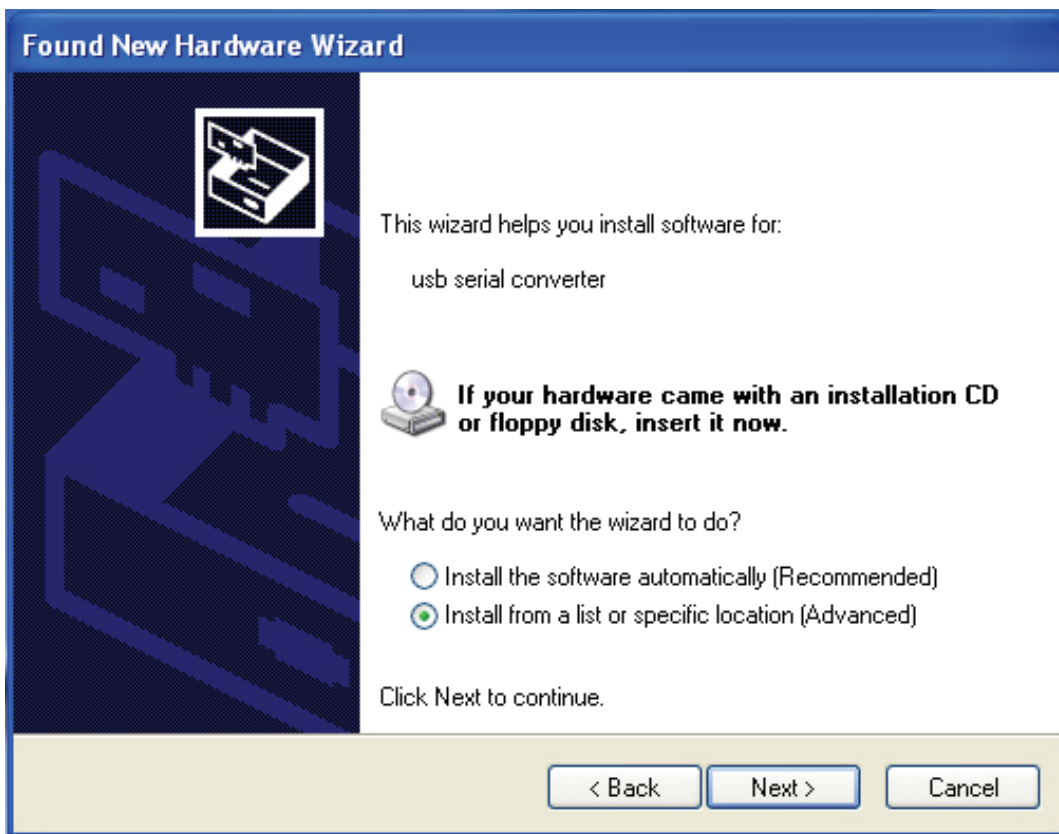 Found New Hardware Wizard
This wizard helps you install software for:
usb serial converter
If your hardware came with an installation CD
or floppy disk, insert it now.
What do you want the wizard to do?
Install the software automatically (Recommended)
Install from a list or specific location (Advanced)
Click Next to continue.
< Back Next > Cancel